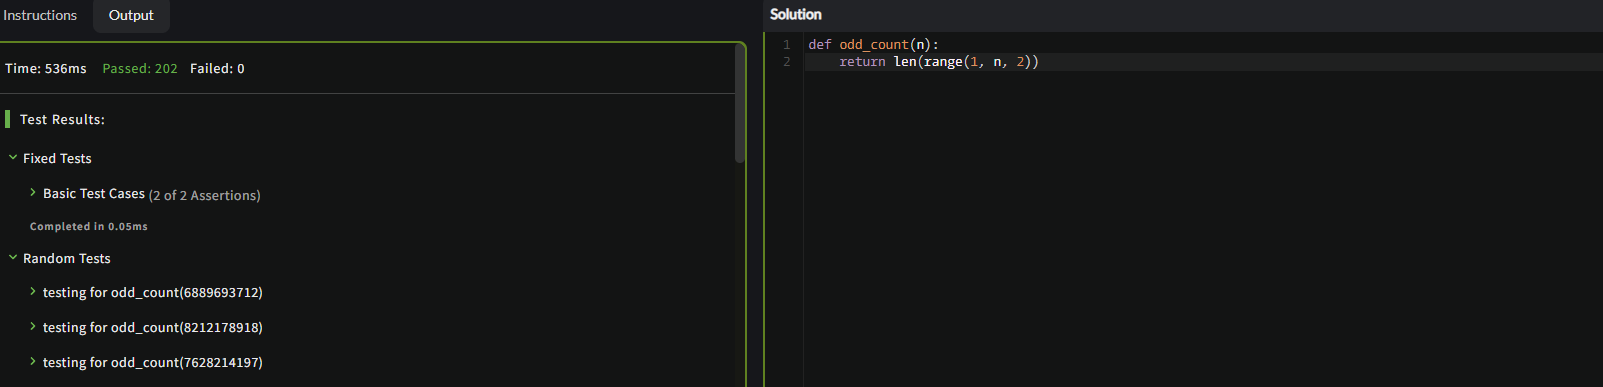 Instructions
Output
Time: 536ms Passed: 202 Failed: 0
Test Results:
Fixed Tests
Basic Test Cases (2 of 2 Assertions)
Completed in 0.05ms
Random Tests
testing for odd_count(6889693712)
testing for odd_count(8212178918)
testing for odd_count(7628214197)
Solution
1 def odd_count(n):
2     return len(range(1, n, 2))